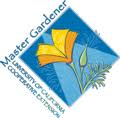 Master Gardener
UNIVERSITY OF CALIFORNIA
COOPERATIVE EXTENSION